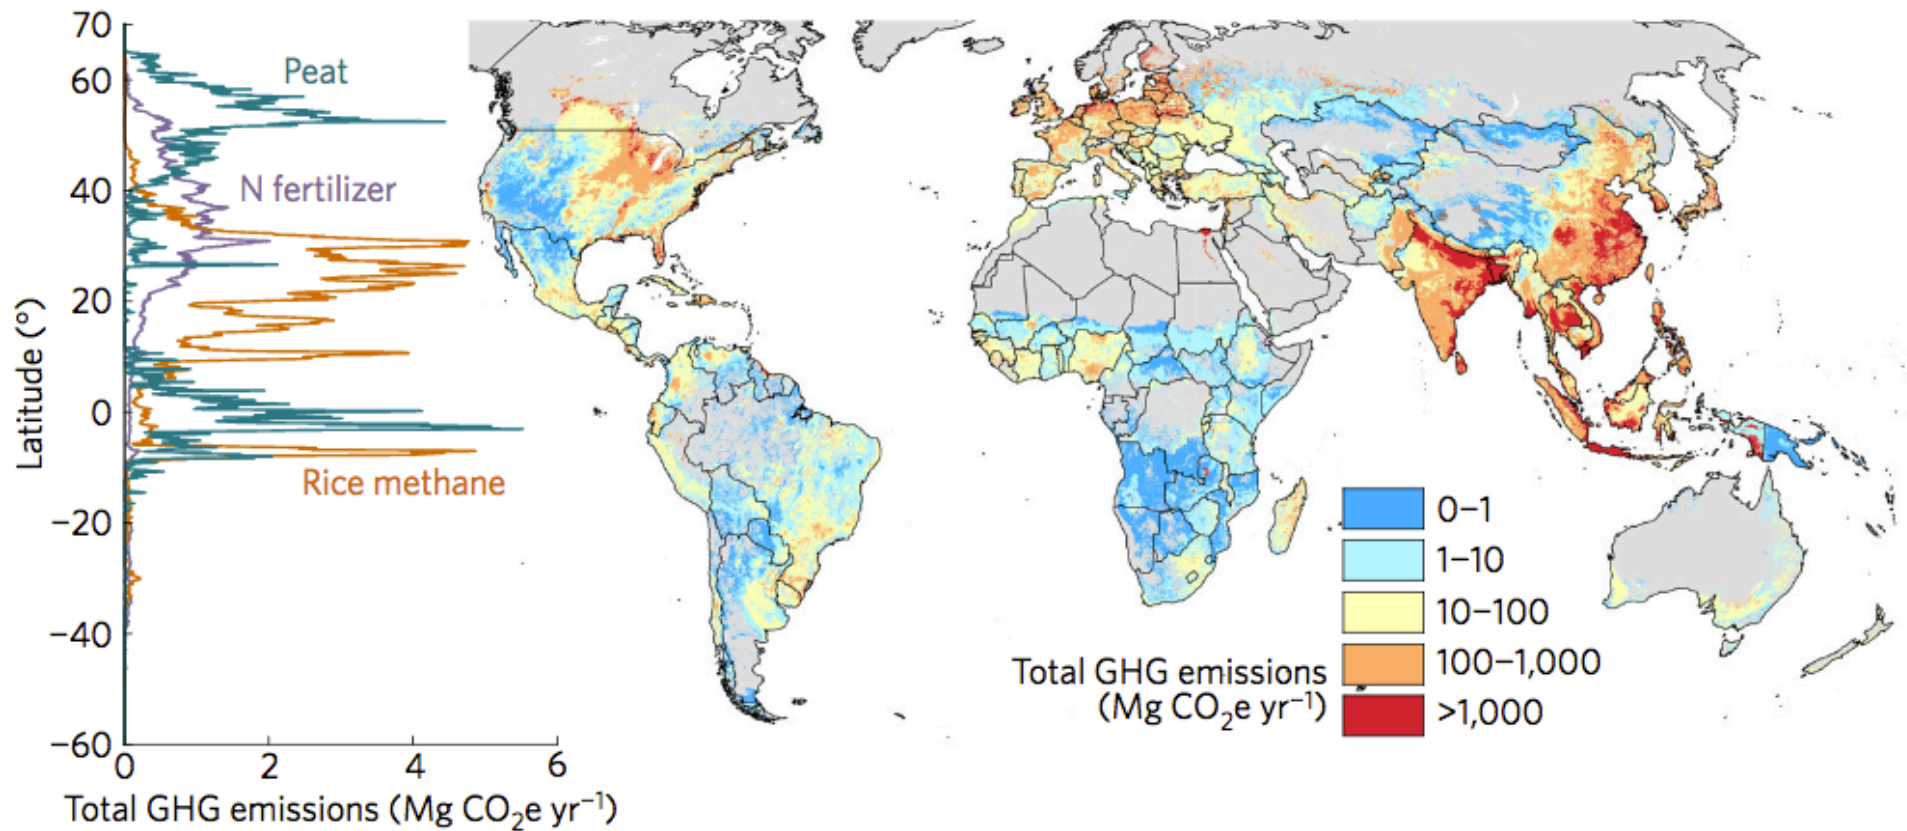 70
60
40
20
0
−20
−40
−60
Latitude (°)
Peat
N fertilizer
Rice methane
0 2 4 6
Total GHG emissions (Mg CO₂e yr⁻¹)
Total GHG emissions
(Mg CO₂e yr⁻¹)
0–1
1–10
10–100
100–1,000
>1,000